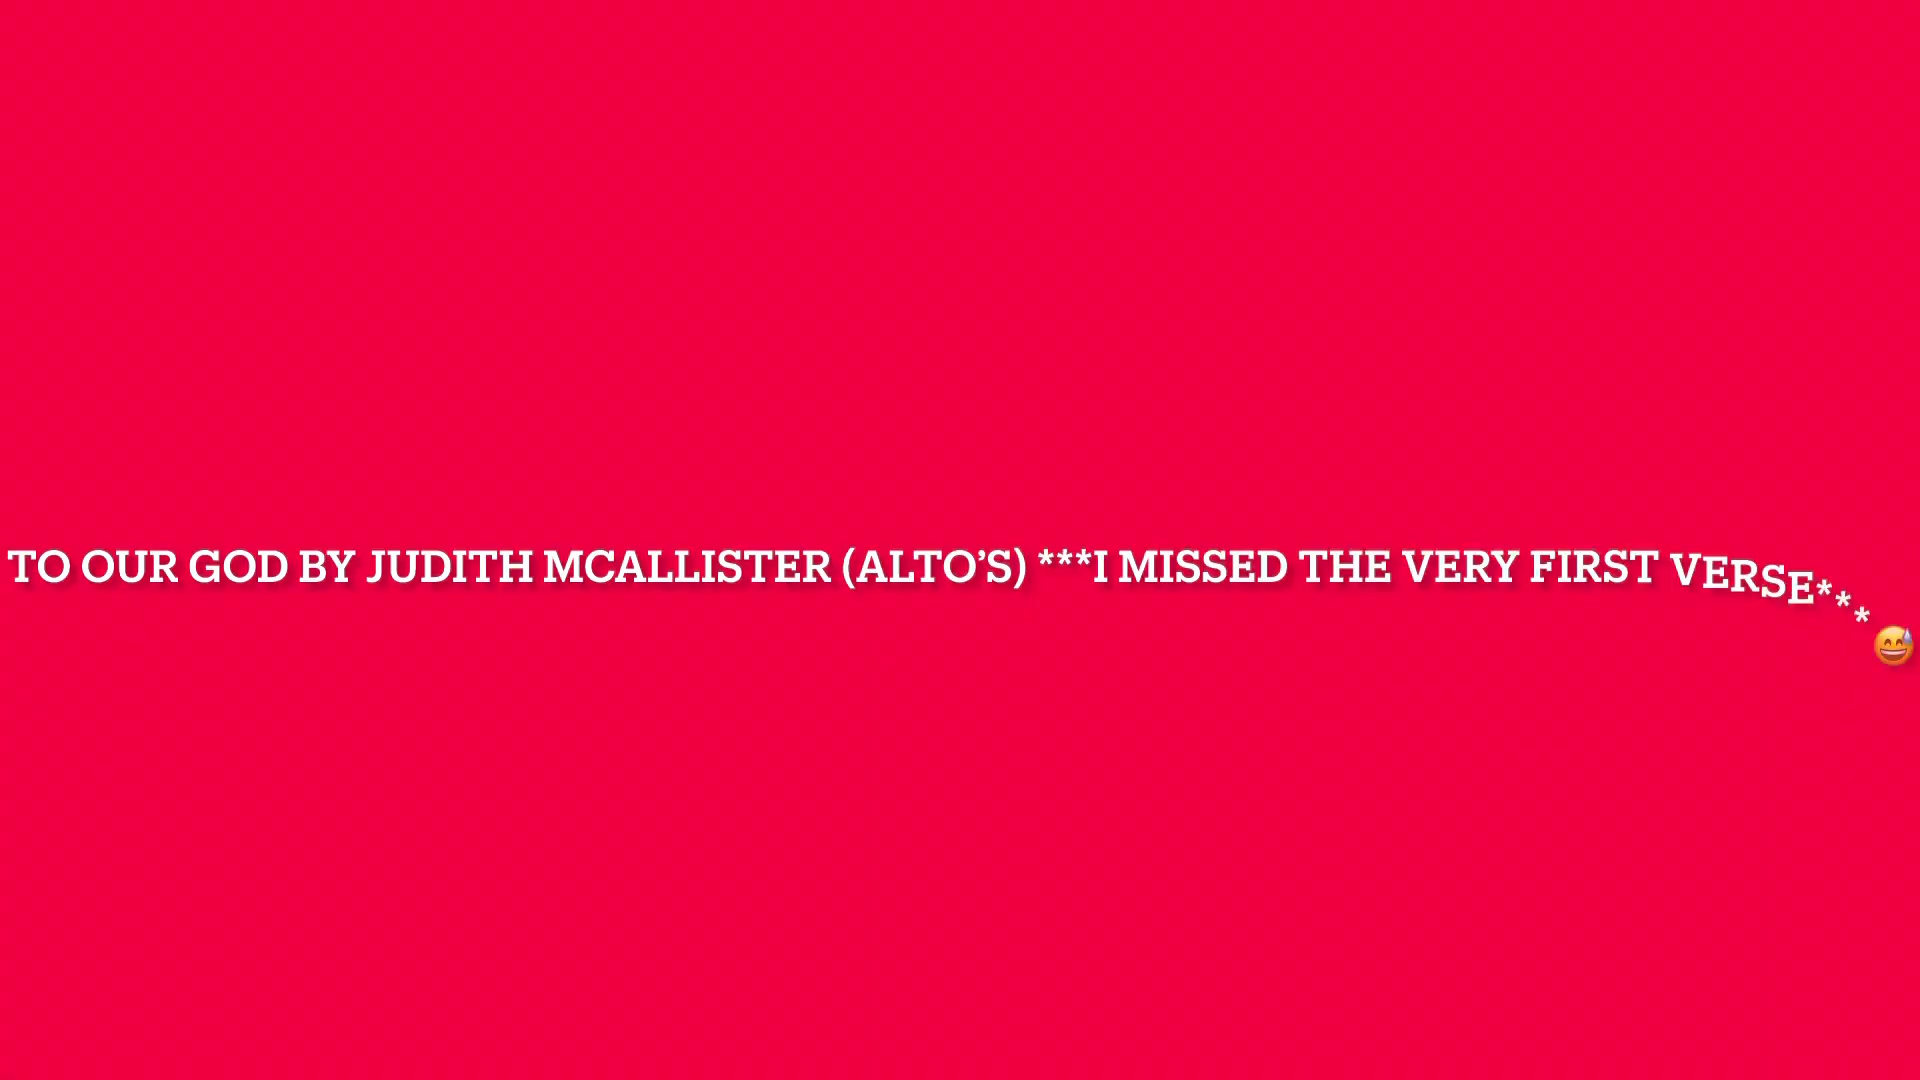 TO OUR GOD BY JUDITH MCALLISTER (ALTO’S) ***I MISSED THE VERY FIRST VERSE***😅